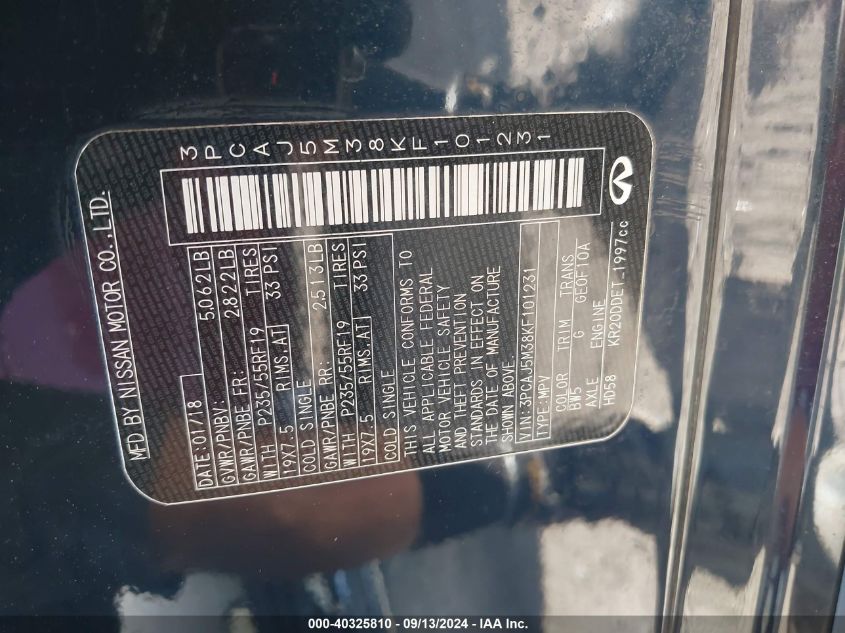 MFD BY NISSAN MOTOR CO.,LTD.
3PCAJ5M38KF101231
DATE:01/18
GVWR/PNBV: 5062LB
GAWR/PNBE FR: 2822LB
WITH P235/55RF19 TIRES
19X7.5 RIMS.AT 33 PSI
COLD SINGLE
GAWR/PNBE RR: 2513LB
WITH P235/55RF19 TIRES
19X7.5 RIMS.AT 33 PSI
COLD SINGLE
THIS VEHICLE CONFORMS TO
ALL APPLICABLE FEDERAL
MOTOR VEHICLE SAFETY
AND THEFT PREVENTION
STANDARDS IN EFFECT ON
THE DATE OF MANUFACTURE
SHOWN ABOVE.
VIN:3PCAJ5M38KF101231
TYPE:MPV
COLOR TRIM TRANS
BW5 G GE0F10A
AXLE ENGINE
HD58 KR20DDET-1997cc
000-40325810 - 09/13/2024 - IAA Inc.